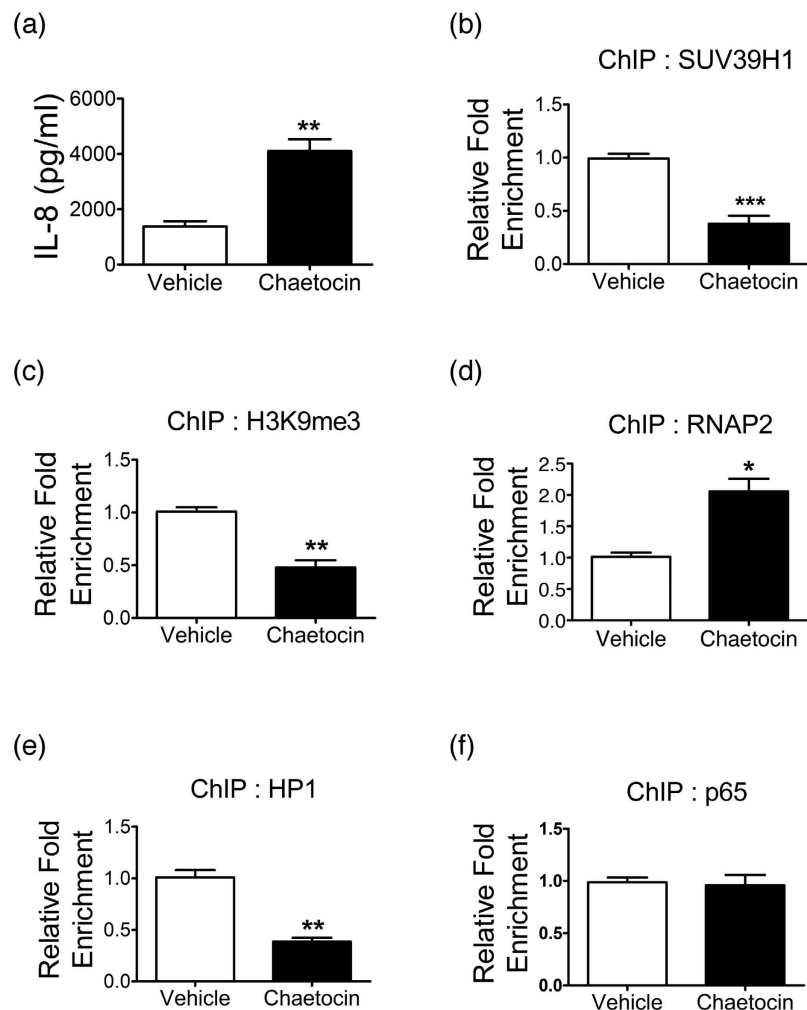 (a)
IL-8 (pg/ml)
6000
4000
2000
0
**
Vehicle Chaetocin
(b)
ChIP : SUV39H1
Relative Fold
Enrichment
1.5
1.0
0.5
0.0
***
Vehicle Chaetocin
(c)
ChIP : H3K9me3
Relative Fold
Enrichment
1.5
1.0
0.5
0.0
**
Vehicle Chaetocin
(d)
ChIP : RNAP2
Relative Fold
Enrichment
2.5
2.0
1.5
1.0
0.5
0.0
*
Vehicle Chaetocin
(e)
ChIP : HP1
Relative Fold
Enrichment
1.5
1.0
0.5
0.0
**
Vehicle Chaetocin
(f)
ChIP : p65
Relative Fold
Enrichment
1.5
1.0
0.5
0.0
Vehicle Chaetocin